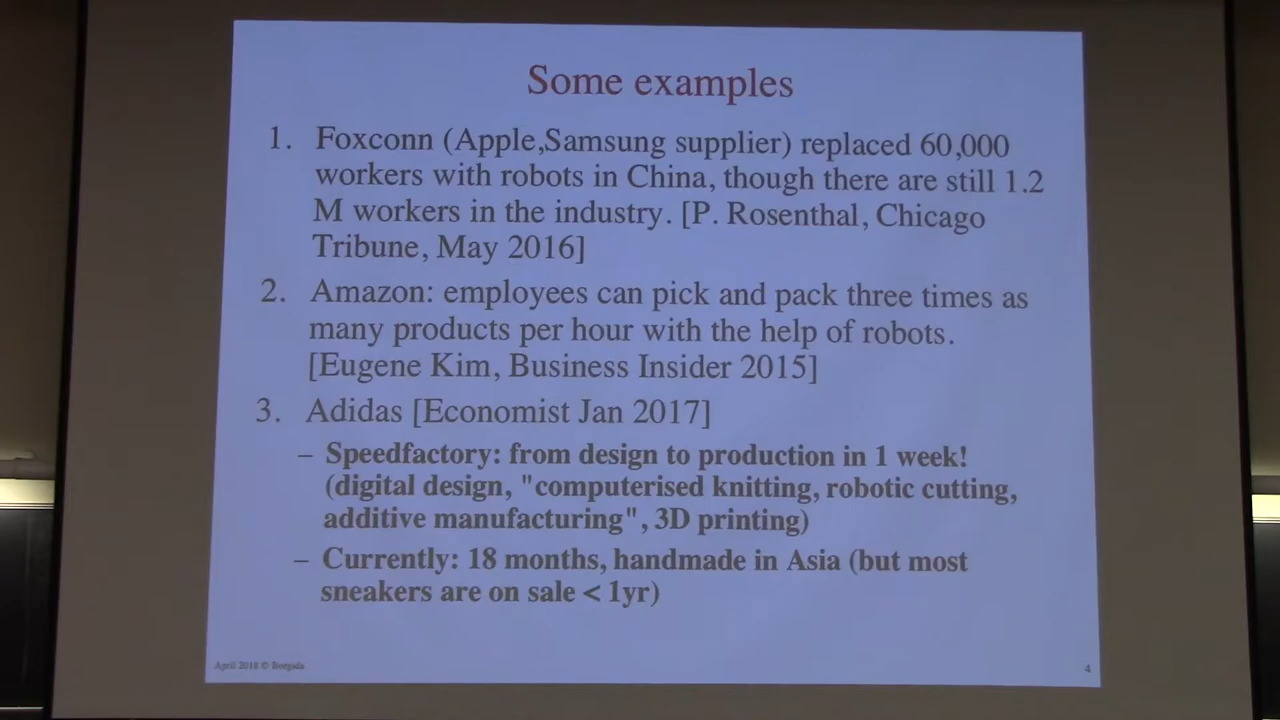 Some examples
1. Foxconn (Apple,Samsung supplier) replaced 60,000
workers with robots in China, though there are still 1.2
M workers in the industry. [P. Rosenthal, Chicago
Tribune, May 2016]
2. Amazon: employees can pick and pack three times as
many products per hour with the help of robots.
[Eugene Kim, Business Insider 2015]
3. Adidas [Economist Jan 2017]
– Speedfactory: from design to production in 1 week!
(digital design, "computerised knitting, robotic cutting,
additive manufacturing", 3D printing)
– Currently: 18 months, handmade in Asia (but most
sneakers are on sale < 1yr)
April 2018 © Borgida
4